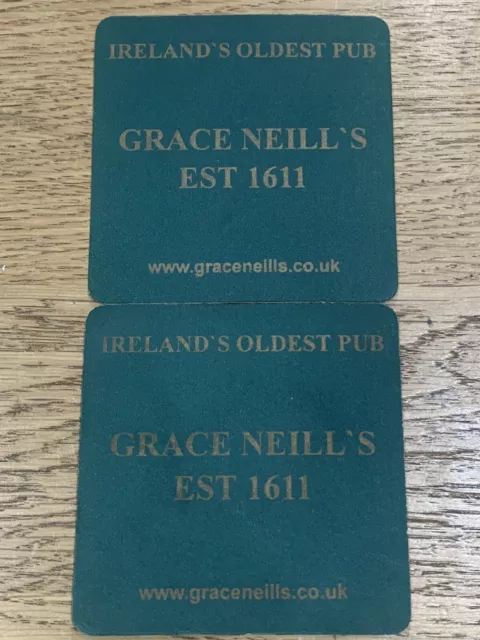 IRELAND`S OLDEST PUB
GRACE NEILL`S
EST 1611
www.graceneills.co.uk
IRELAND`S OLDEST PUB
GRACE NEILL`S
EST 1611
www.graceneills.co.uk